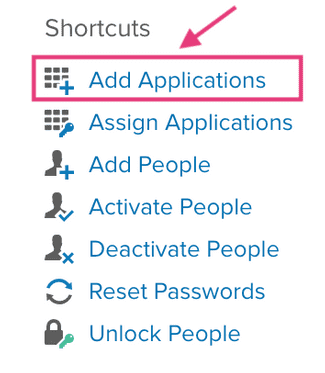 Shortcuts
Add Applications
Assign Applications
Add People
Activate People
Deactivate People
Reset Passwords
Unlock People